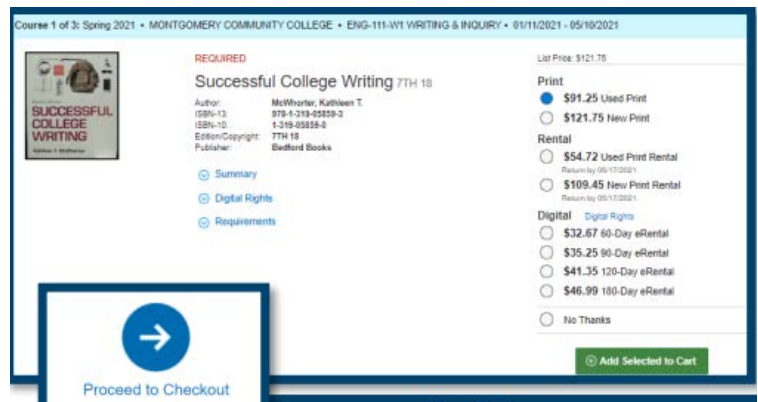 Course 1 of 3: Spring 2021 • MONTGOMERY COMMUNITY COLLEGE • ENG-111-W1 WRITING & INQUIRY • 01/11/2021 - 05/10/2021
SUCCESSFUL
COLLEGE
WRITING
REQUIRED
Successful College Writing 7TH 18
Author: McWhorter, Kathleen T.
ISBN-13: 978-1-319-05859-3
ISBN-10: 1-319-05859-0
Edition/Copyright: 7TH 18
Publisher: Bedford Books
Summary
Digital Rights
Requirements
List Price: $121.75
Print
$91.25 Used Print
$121.75 New Print
Rental
$54.72 Used Print Rental
Return by 05/17/2021
$109.45 New Print Rental
Return by 05/17/2021
Digital Digital Rights
$32.67 60-Day eRental
$35.25 90-Day eRental
$41.35 120-Day eRental
$46.99 180-Day eRental
No Thanks
Add Selected to Cart
Proceed to Checkout